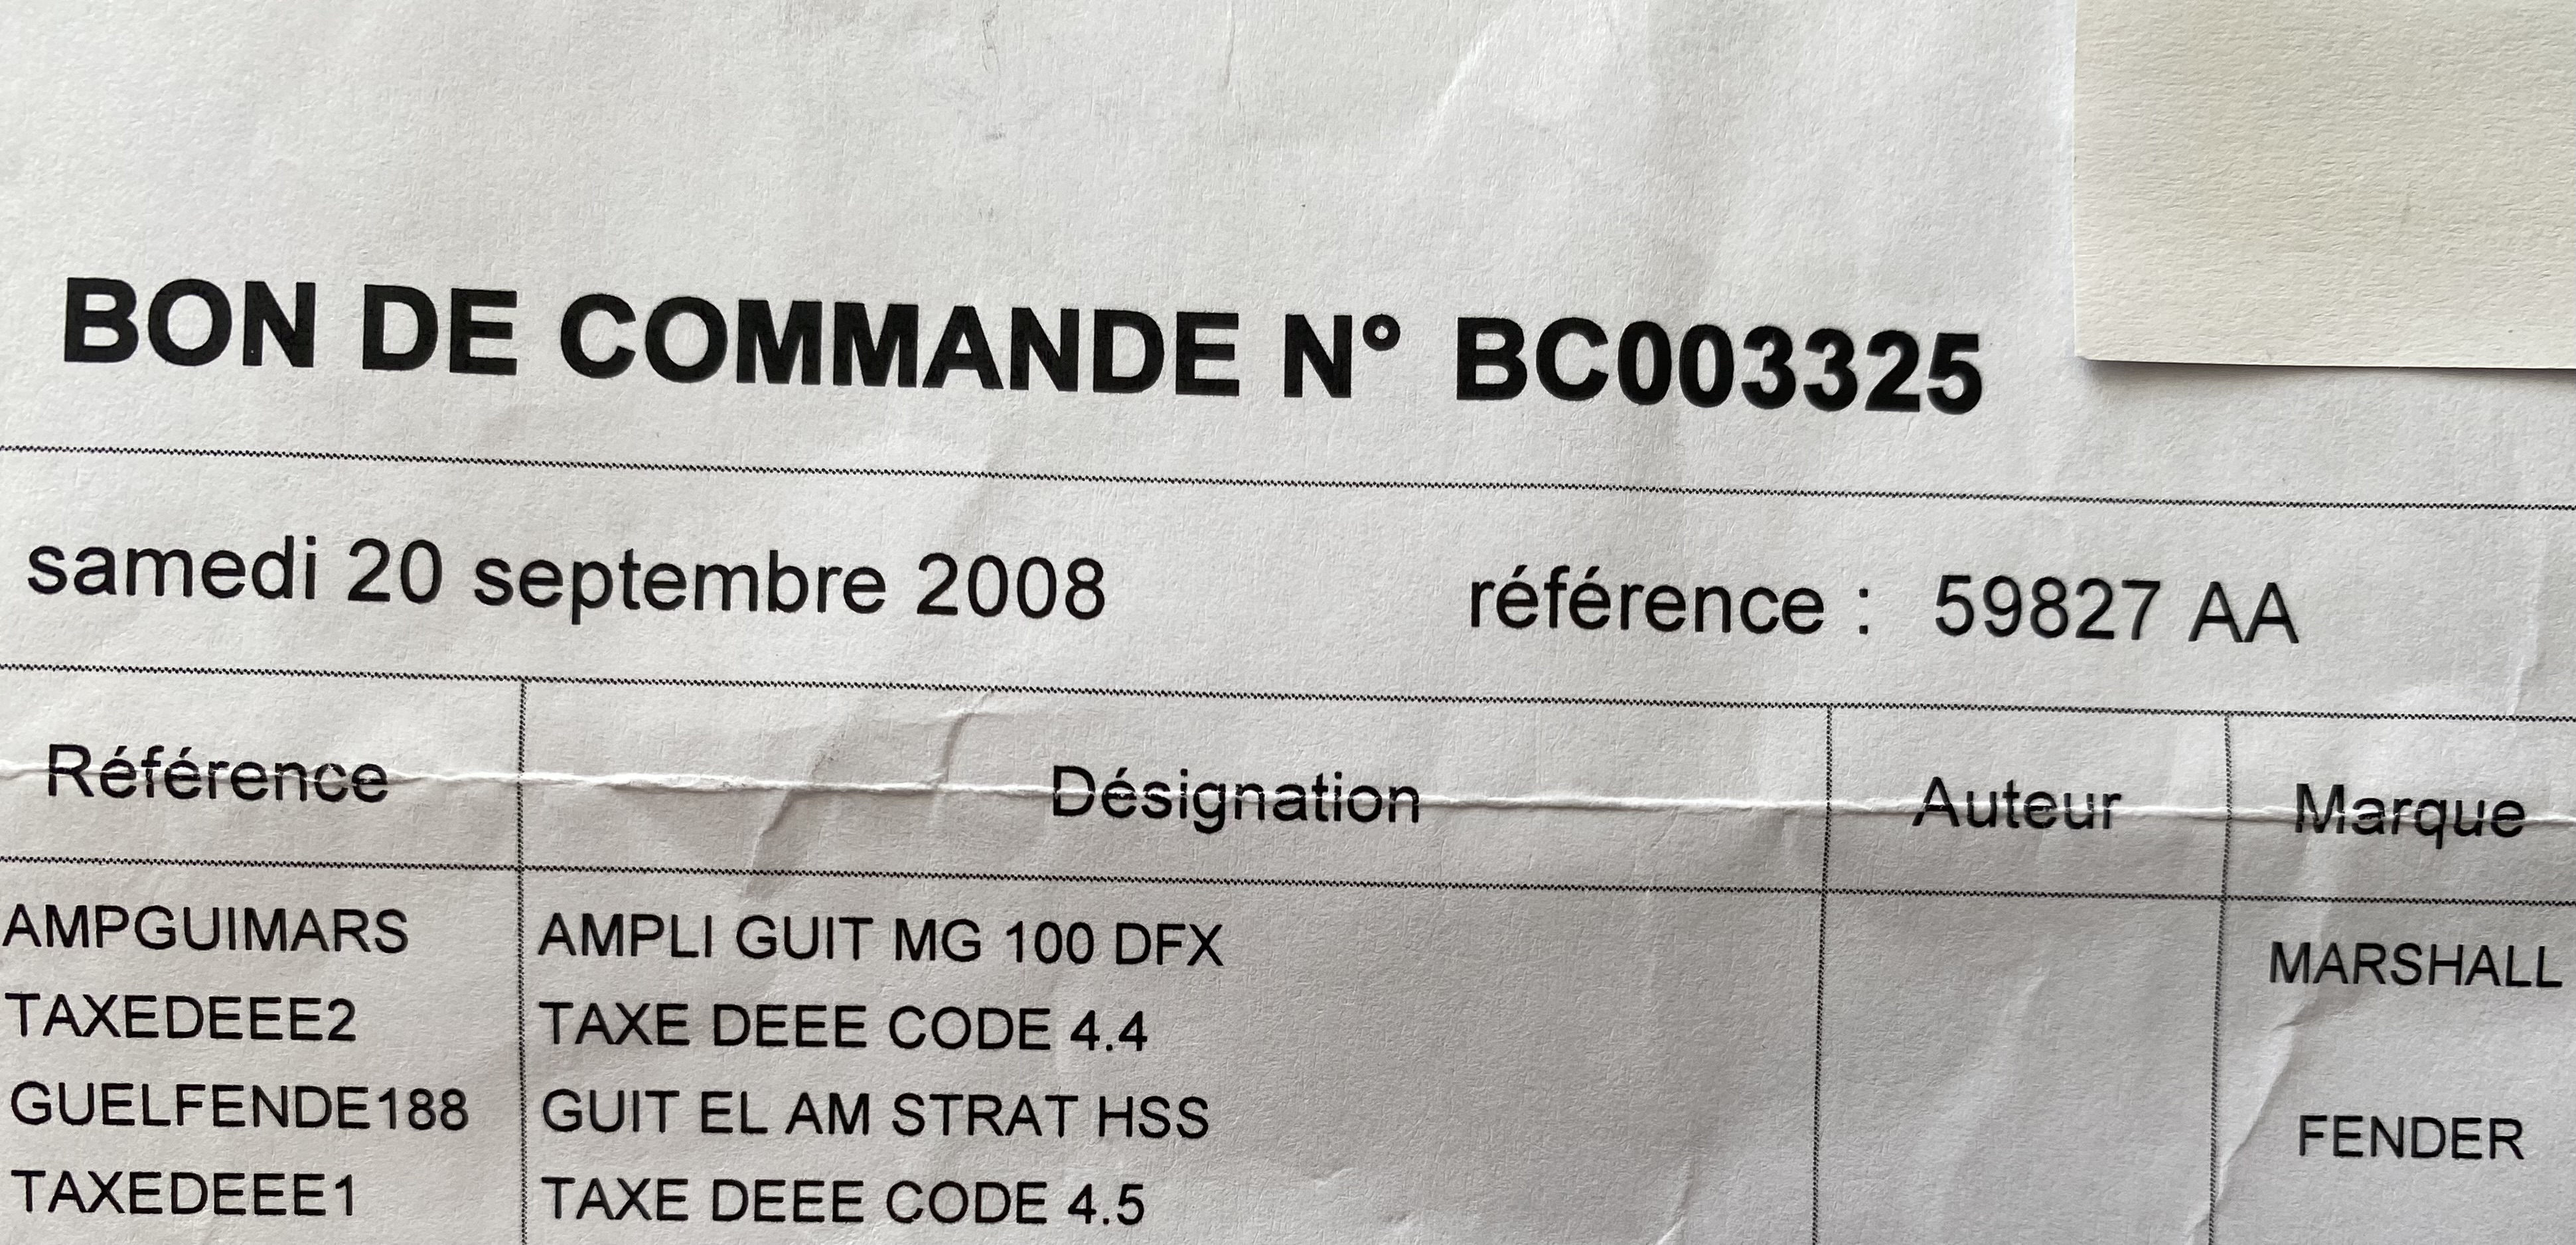 BON DE COMMANDE N° BC003325
samedi 20 septembre 2008 référence : 59827 AA
Référence Désignation Auteur Marque
AMPGUIMARS AMPLI GUIT MG 100 DFX MARSHALL
TAXEDEEE2 TAXE DEEE CODE 4.4
GUELFENDE188 GUIT EL AM STRAT HSS FENDER
TAXEDEEE1 TAXE DEEE CODE 4.5